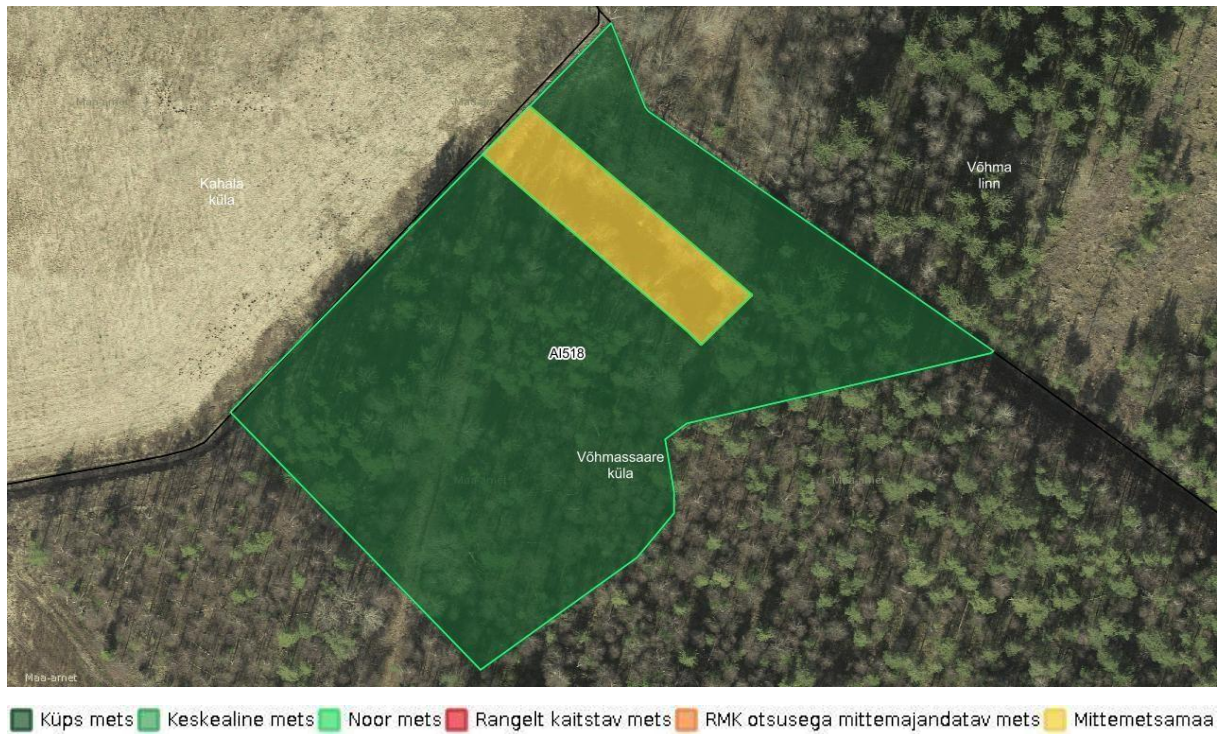 Kahala
küla
Võhma
linn
AI518
Võhmassaare
küla
Maa-amet
Küps mets Keskealine mets Noor mets Rangelt kaitstav mets RMK otsusega mittemajandatav mets Mittemetsamaa